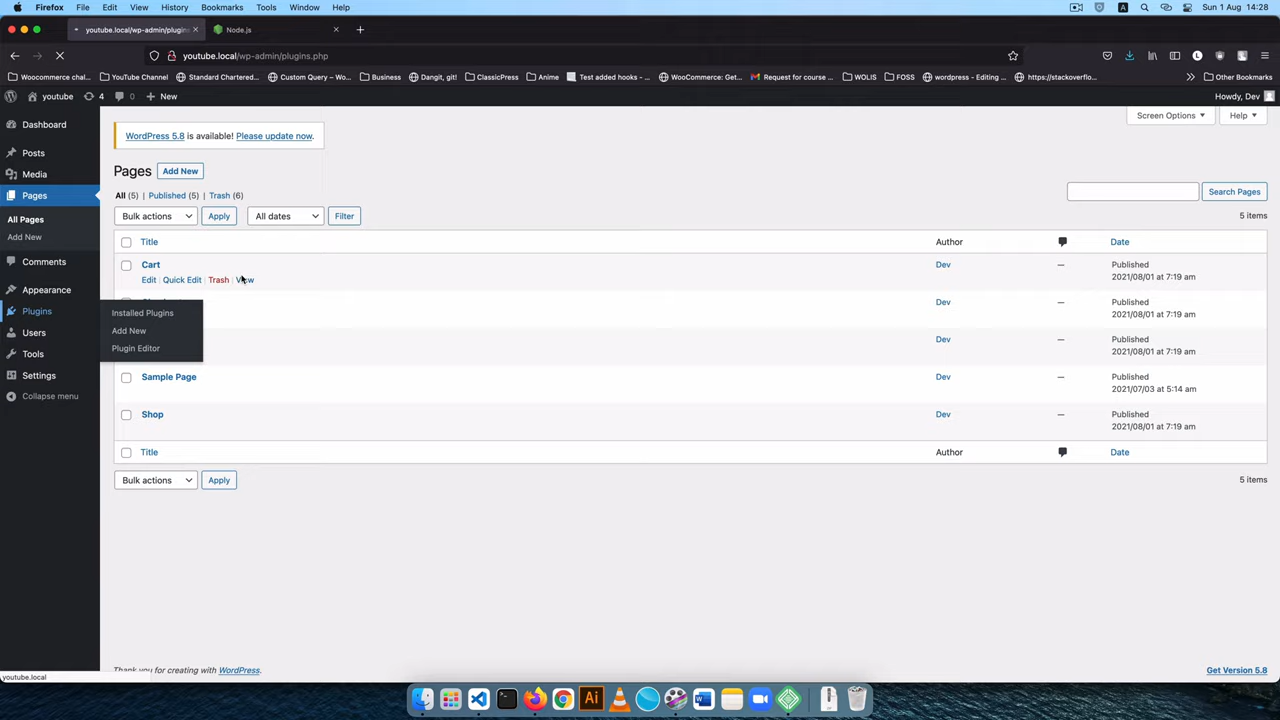 Firefox File Edit View History Bookmarks Tools Window Help Sun 1 Aug 14:28
youtube.local/wp-admin/plugins Node.js
youtube.local/wp-admin/plugins.php
Woocommerce chal... YouTube Channel Standard Chartered... Custom Query – Wo... Business Dangit, git! ClassicPress Anime Test added hooks - ... WooCommerce: Get... Request for course ... WOLIS FOSS wordpress - Editing ... https://stackoverflo... Other Bookmarks
youtube 4 0 New Howdy, Dev
Screen Options Help
Dashboard
Posts
Media
Pages
All Pages
Add New
Comments
Appearance
Plugins
Users
Tools
Settings
Collapse menu
Installed Plugins
Add New
Plugin Editor
WordPress 5.8 is available! Please update now.
Pages Add New
All (5) | Published (5) | Trash (6)
Search Pages
Bulk actions Apply All dates Filter 5 items
Title Author Date
Cart Dev — Published
Edit | Quick Edit | Trash | View 2021/08/01 at 7:19 am
Dev — Published
2021/08/01 at 7:19 am
Dev — Published
2021/08/01 at 7:19 am
Sample Page Dev — Published
2021/07/03 at 5:14 am
Shop Dev — Published
2021/08/01 at 7:19 am
Title Author Date
Bulk actions Apply 5 items
Thank you for creating with WordPress. Get Version 5.8
youtube.local